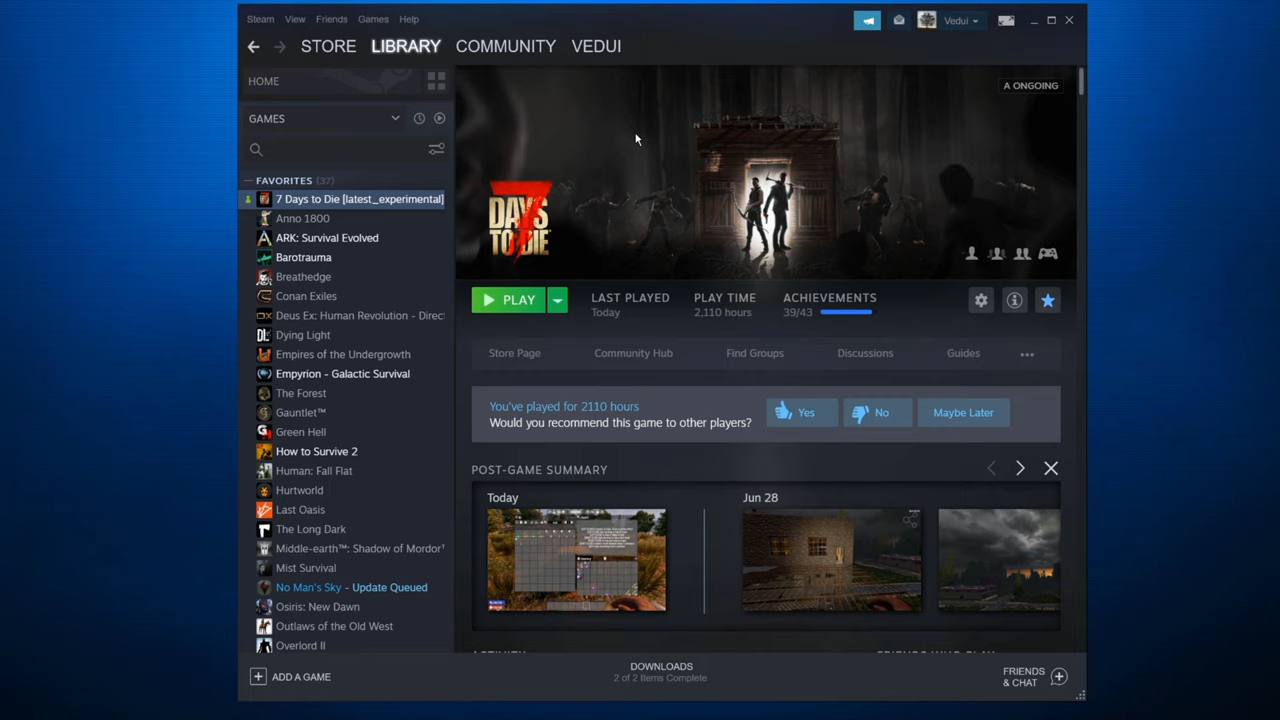 Steam View Friends Games Help
Vedui
STORE LIBRARY COMMUNITY VEDUI
HOME
GAMES
FAVORITES (37)
7 Days to Die [latest_experimental]
Anno 1800
ARK: Survival Evolved
Barotrauma
Breathedge
Conan Exiles
Deus Ex: Human Revolution - Direc
Dying Light
Empires of the Undergrowth
Empyrion - Galactic Survival
The Forest
Gauntlet™
Green Hell
How to Survive 2
Human: Fall Flat
Hurtworld
Last Oasis
The Long Dark
Middle-earth™: Shadow of Mordor
Mist Survival
No Man's Sky - Update Queued
Osiris: New Dawn
Outlaws of the Old West
Overlord II
A ONGOING
7
DAYS
TO DIE
PLAY
LAST PLAYED
Today
PLAY TIME
2,110 hours
ACHIEVEMENTS
39/43
Store Page Community Hub Find Groups Discussions Guides
You've played for 2110 hours
Would you recommend this game to other players?
Yes No Maybe Later
POST-GAME SUMMARY
Today Jun 28
ADD A GAME
DOWNLOADS
2 of 2 Items Complete
FRIENDS
& CHAT